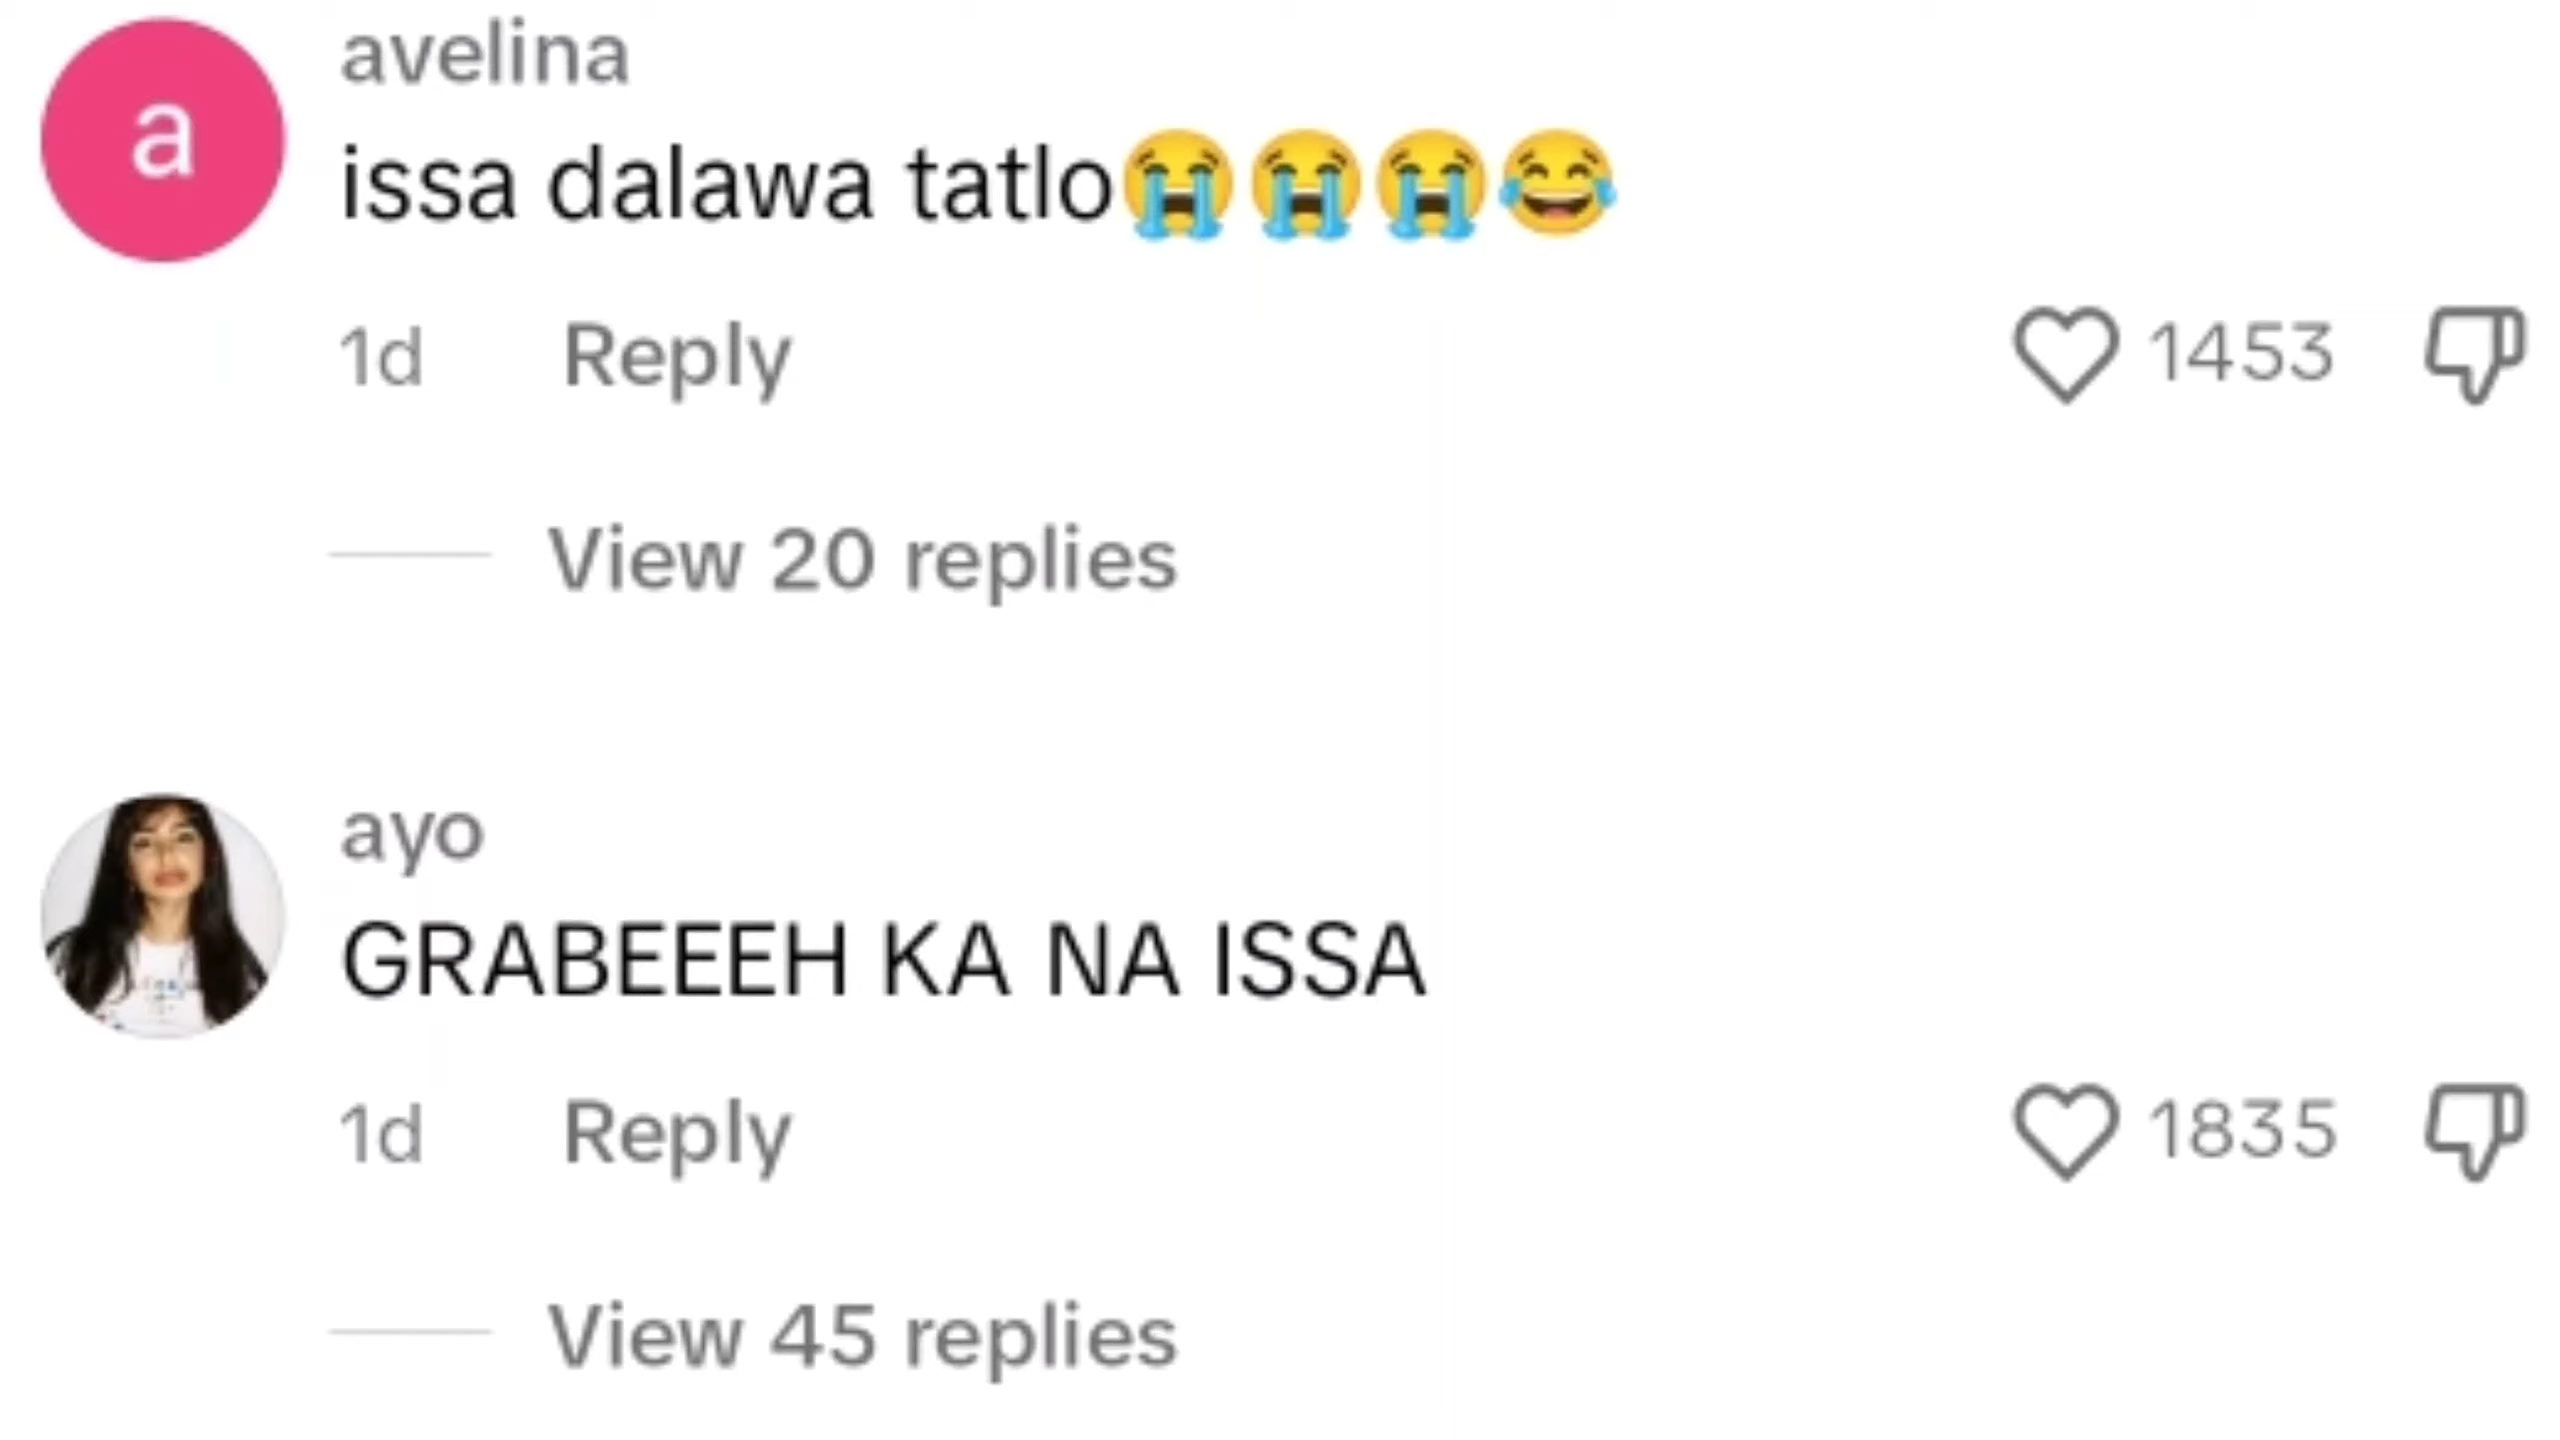 a
avelina
issa dalawa tatlo😭😭😭😂
1d Reply 1453
View 20 replies
ayo
GRABEEEH KA NA ISSA
1d Reply 1835
View 45 replies